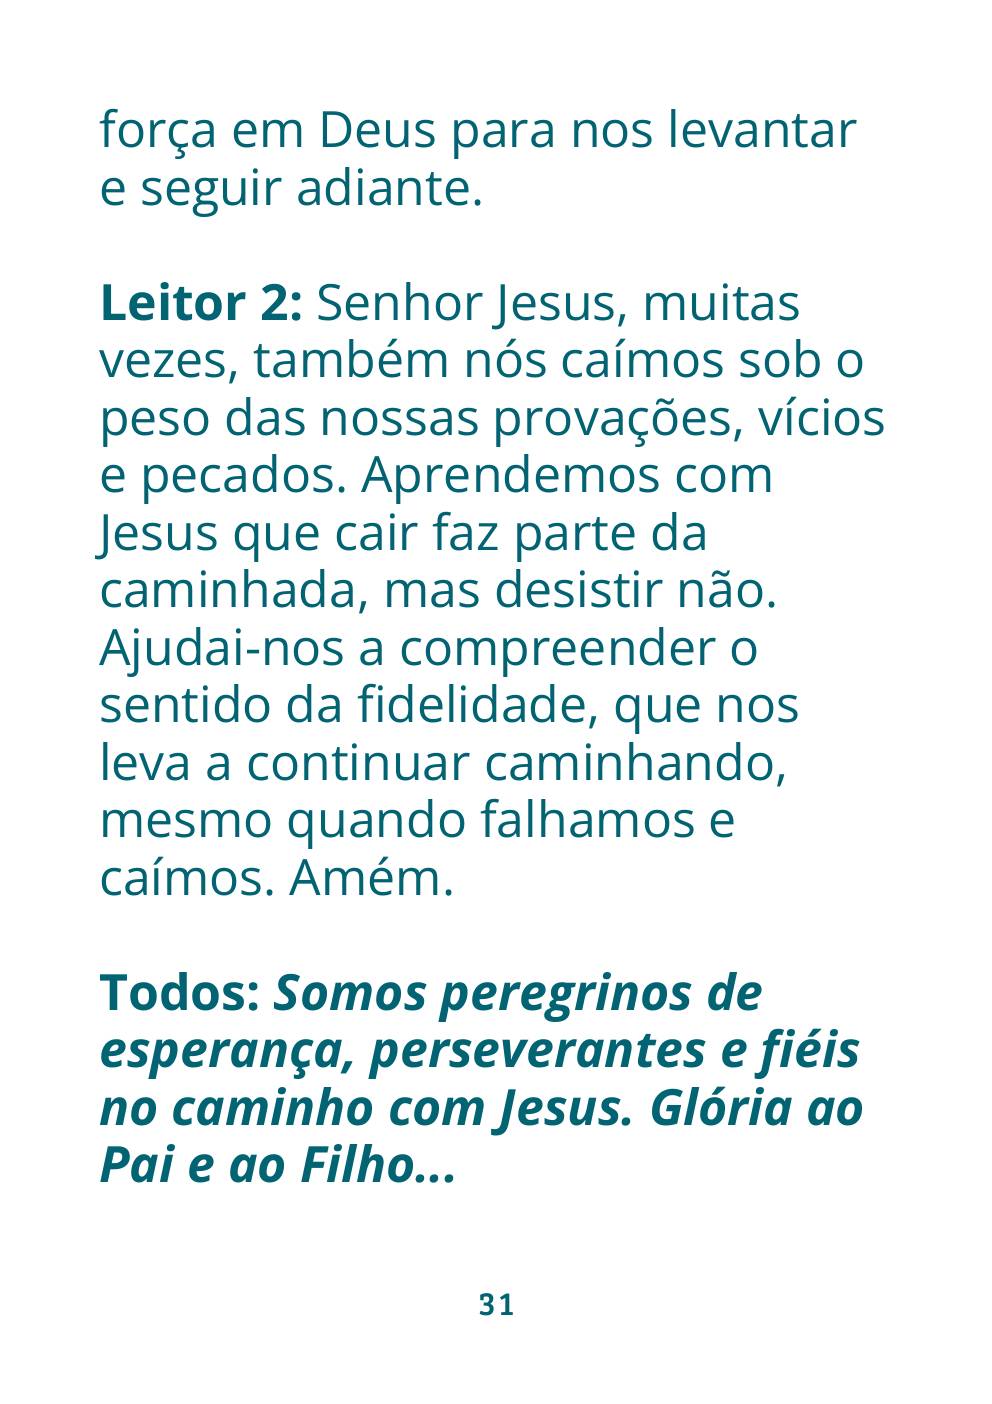 força em Deus para nos levantar
e seguir adiante.
Leitor 2: Senhor Jesus, muitas
vezes, também nós caímos sob o
peso das nossas provações, vícios
e pecados. Aprendemos com
Jesus que cair faz parte da
caminhada, mas desistir não.
Ajudai-nos a compreender o
sentido da fidelidade, que nos
leva a continuar caminhando,
mesmo quando falhamos e
caímos. Amém.
Todos: Somos peregrinos de
esperança, perseverantes e fiéis
no caminho com Jesus. Glória ao
Pai e ao Filho...
31